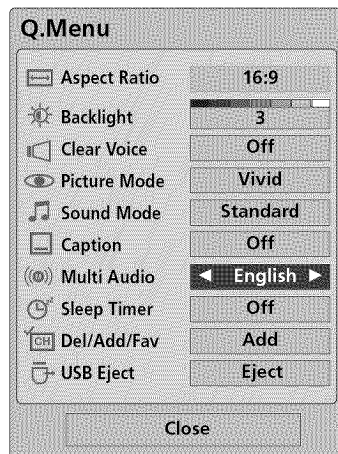 Q.Menu
Aspect Ratio 16:9
Backlight 3
Clear Voice Off
Picture Mode Vivid
Sound Mode Standard
Caption Off
Multi Audio ◄ English ►
Sleep Timer Off
CH Del/Add/Fav Add
USB Eject Eject
Close